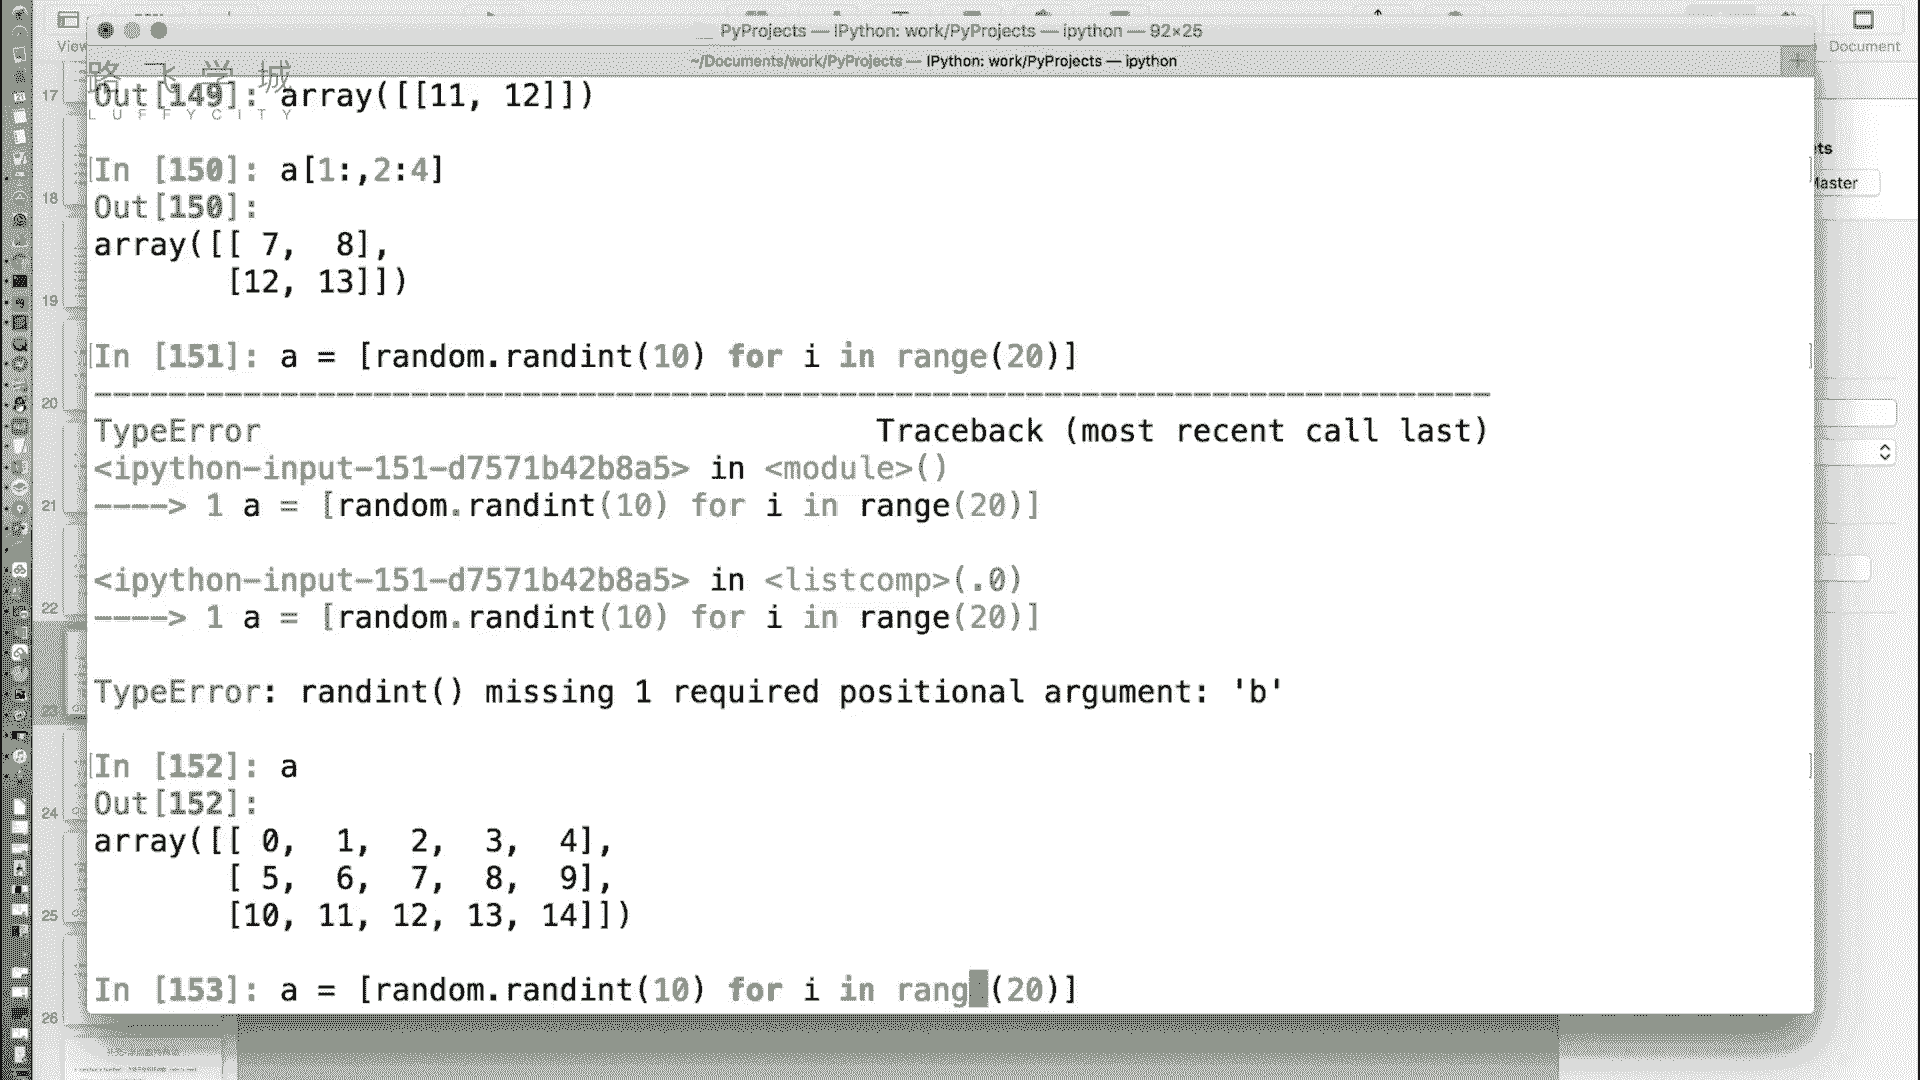 PyProjects — IPython: work/PyProjects — ipython — 92×25
View
Document
~/Documents/work/PyProjects — IPython: work/PyProjects — ipython
路飞学城
LUFFYCITY
17
Out[149]: array([[11, 12]])
In [150]: a[1:,2:4]
18
Out[150]:
array([[ 7,  8],
[12, 13]])
19
In [151]: a = [random.randint(10) for i in range(20)]
20
TypeError                                 Traceback (most recent call last)
<ipython-input-151-d7571b42b8a5> in <module>()
----> 1 a = [random.randint(10) for i in range(20)]
21
<ipython-input-151-d7571b42b8a5> in <listcomp>(.0)
22
----> 1 a = [random.randint(10) for i in range(20)]
TypeError: randint() missing 1 required positional argument: 'b'
23
In [152]: a
Out[152]:
24
array([[ 0,  1,  2,  3,  4],
[ 5,  6,  7,  8,  9],
25
[10, 11, 12, 13, 14]])
In [153]: a = [random.randint(10) for i in rang (20)]
26
ts
Master